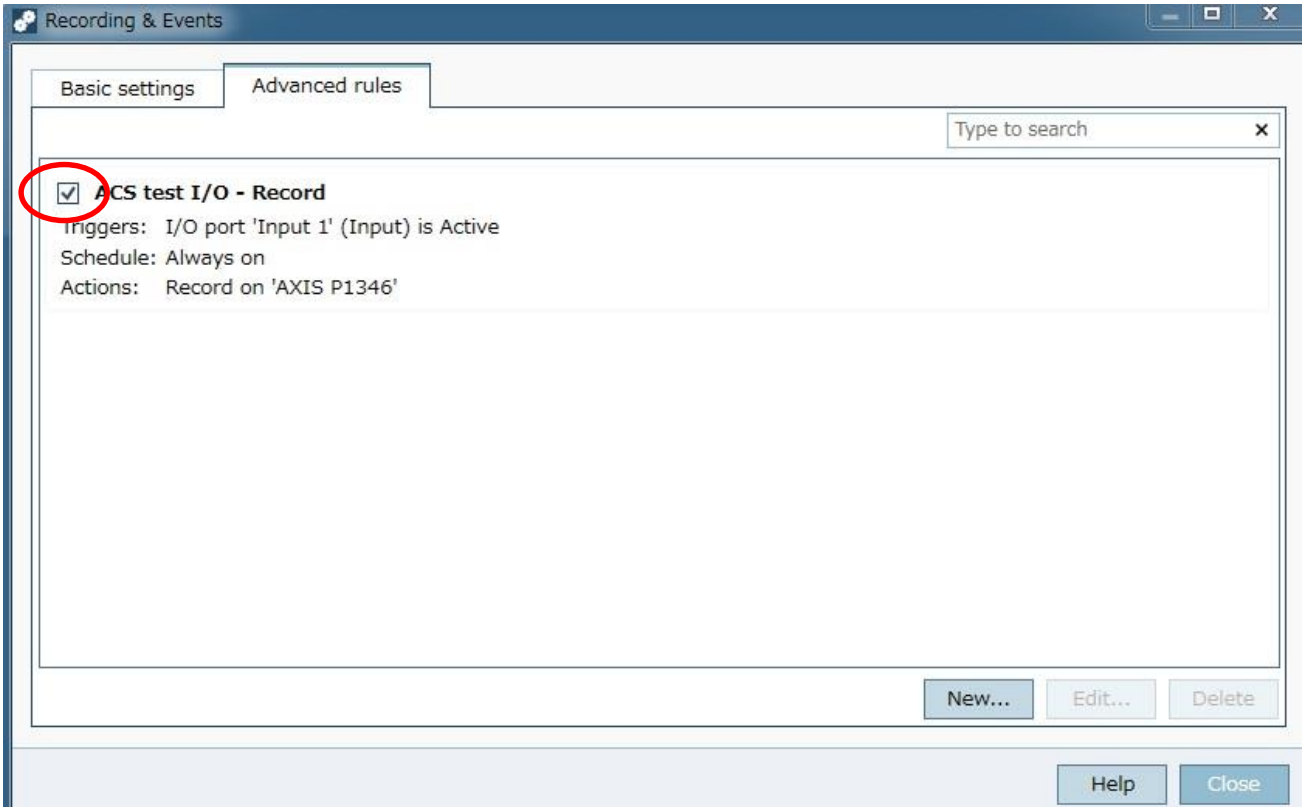 Recording & Events
Basic settings
Advanced rules
Type to search
ACS test I/O - Record
Triggers: I/O port 'Input 1' (Input) is Active
Schedule: Always on
Actions: Record on 'AXIS P1346'
New... Edit... Delete
Help Close